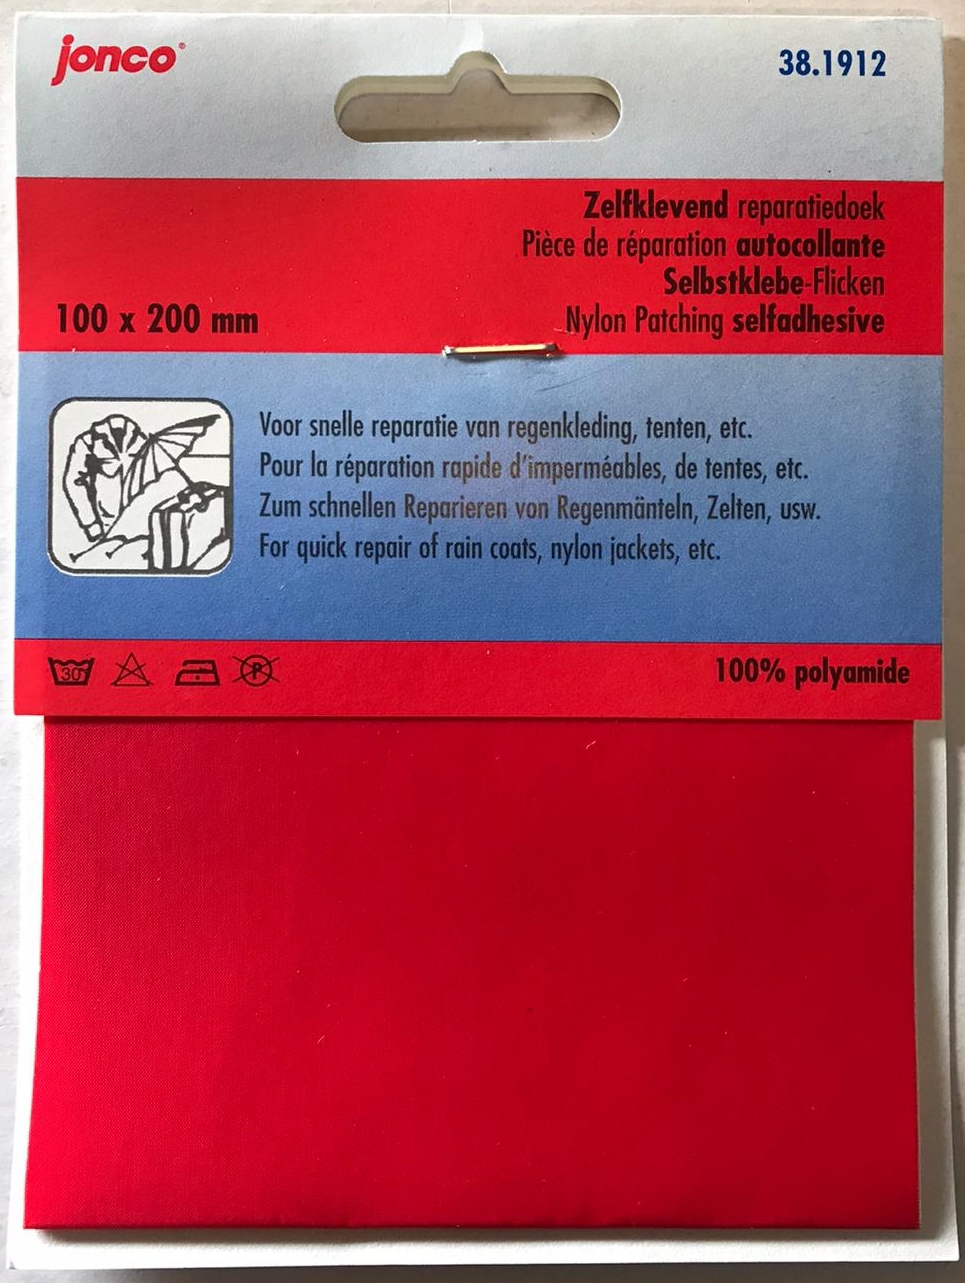 jonco®
38.1912
Zelfklevend reparatiedoek
Pièce de réparation autocollante
Selbstklebe-Flicken
100 x 200 mm
Nylon Patching selfadhesive
Voor snelle reparatie van regenkleding, tenten, etc.
Pour la réparation rapide d'imperméables, de tentes, etc.
Zum schnellen Reparieren von Regenmänteln, Zelten, usw.
For quick repair of rain coats, nylon jackets, etc.
30° P
100% polyamide